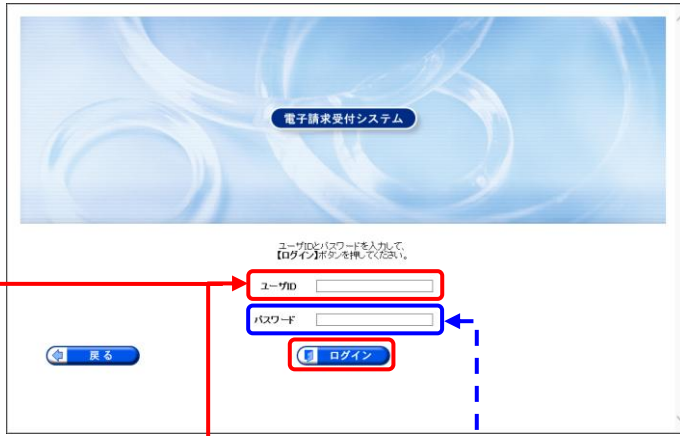 電子請求受付システム
ユーザIDとパスワードを入力して、
【ログイン】ボタンを押してください。
ユーザID
パスワード
戻る
ログイン